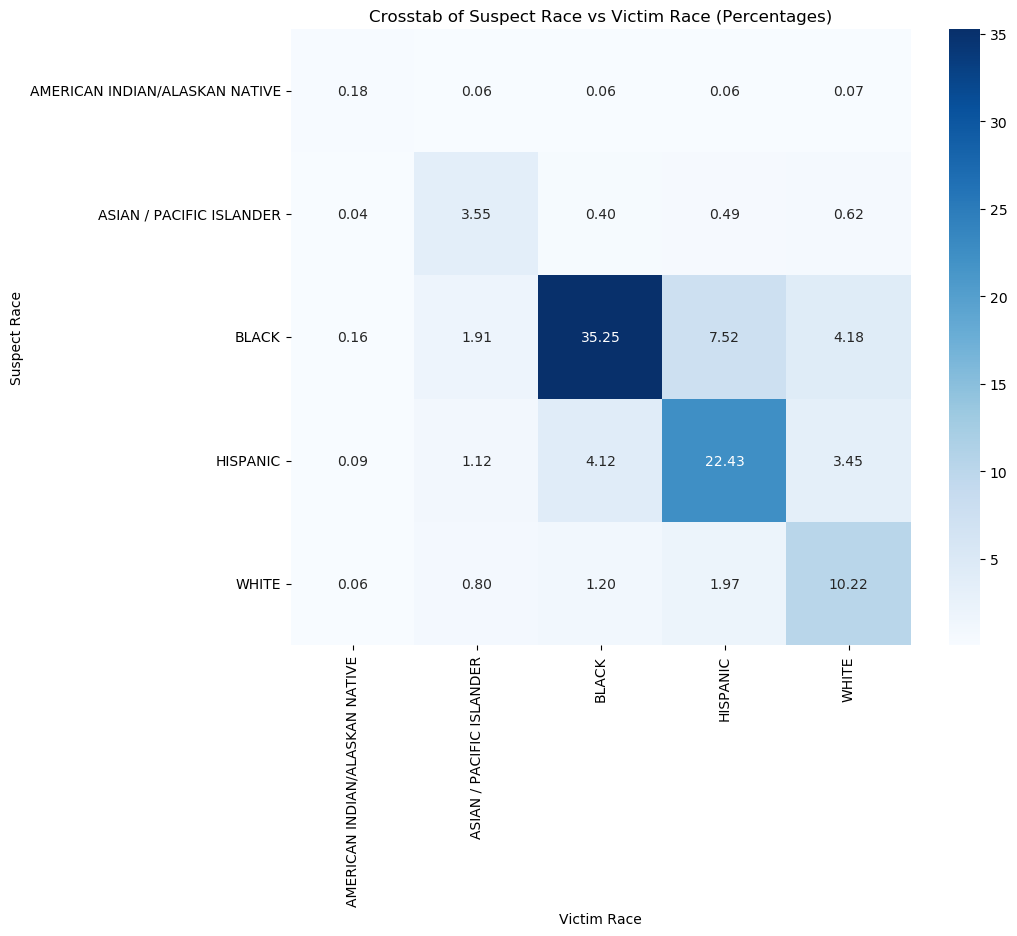 Crosstab of Suspect Race vs Victim Race (Percentages)
AMERICAN INDIAN/ALASKAN NATIVE 0.18 0.06 0.06 0.06 0.07
ASIAN / PACIFIC ISLANDER 0.04 3.55 0.40 0.49 0.62
BLACK 0.16 1.91 35.25 7.52 4.18
HISPANIC 0.09 1.12 4.12 22.43 3.45
WHITE 0.06 0.80 1.20 1.97 10.22
Suspect Race
AMERICAN INDIAN/ALASKAN NATIVE
ASIAN / PACIFIC ISLANDER
BLACK
HISPANIC
WHITE
Victim Race
35
30
25
20
15
10
5